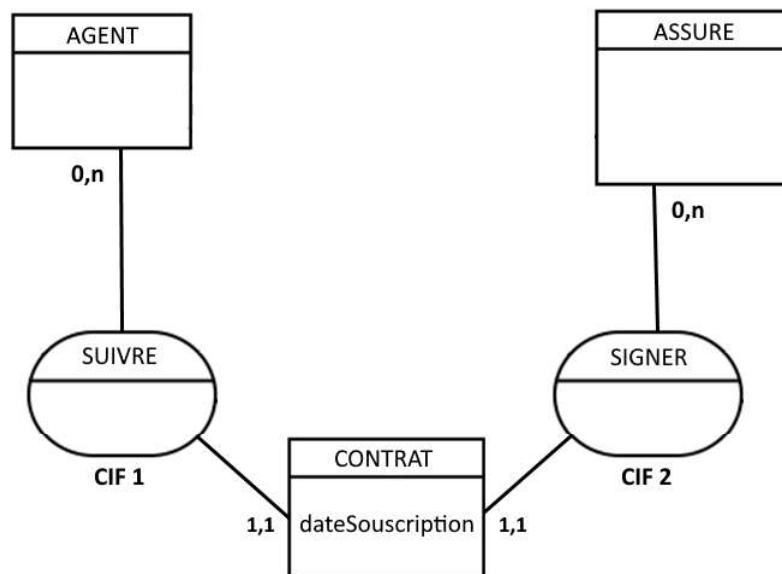 AGENT
ASSURE
0,n
0,n
SUIVRE
SIGNER
CIF 1
CIF 2
CONTRAT
1,1
dateSouscription
1,1